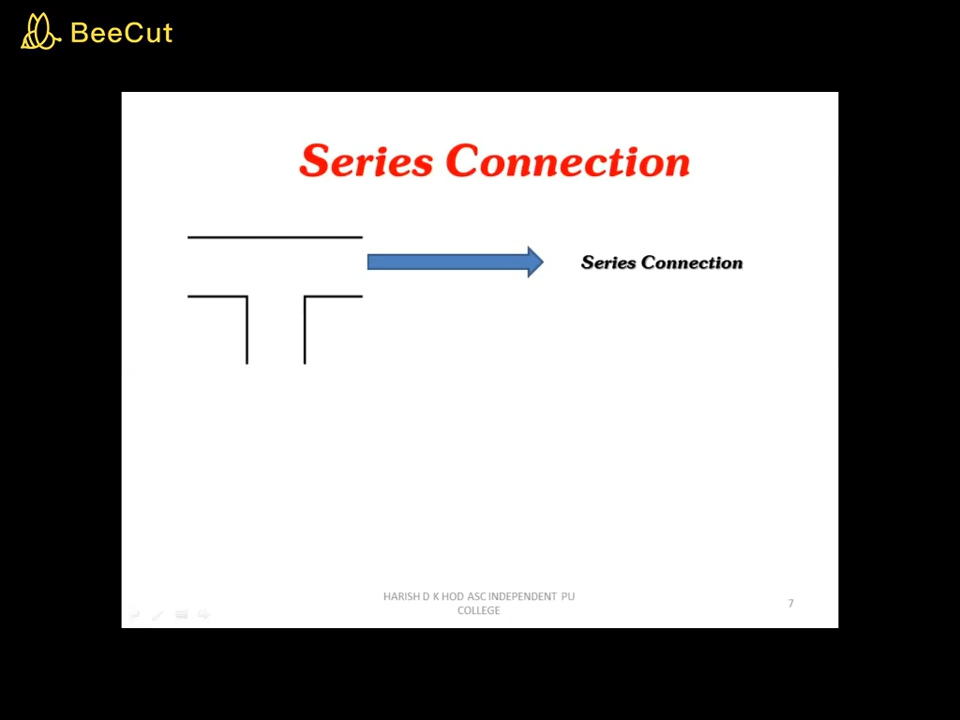 BeeCut
Series Connection
Series Connection
HARISH D K HOD ASC INDEPENDENT PU
COLLEGE
7